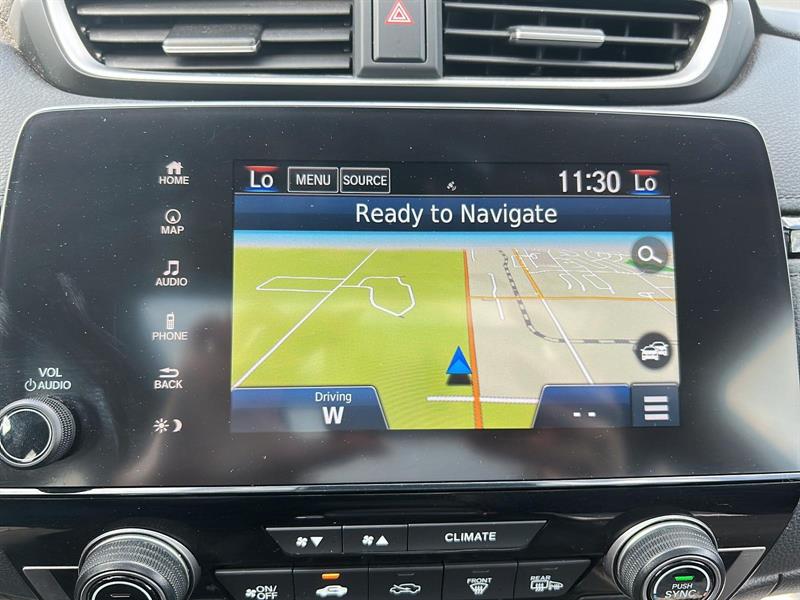 Lo MENU SOURCE 11:30 Lo
Ready to Navigate
HOME
MAP
AUDIO
PHONE
BACK
VOL
AUDIO
Driving
W
--
CLIMATE
ON/
OFF
FRONT
REAR
PUSH
SYNC